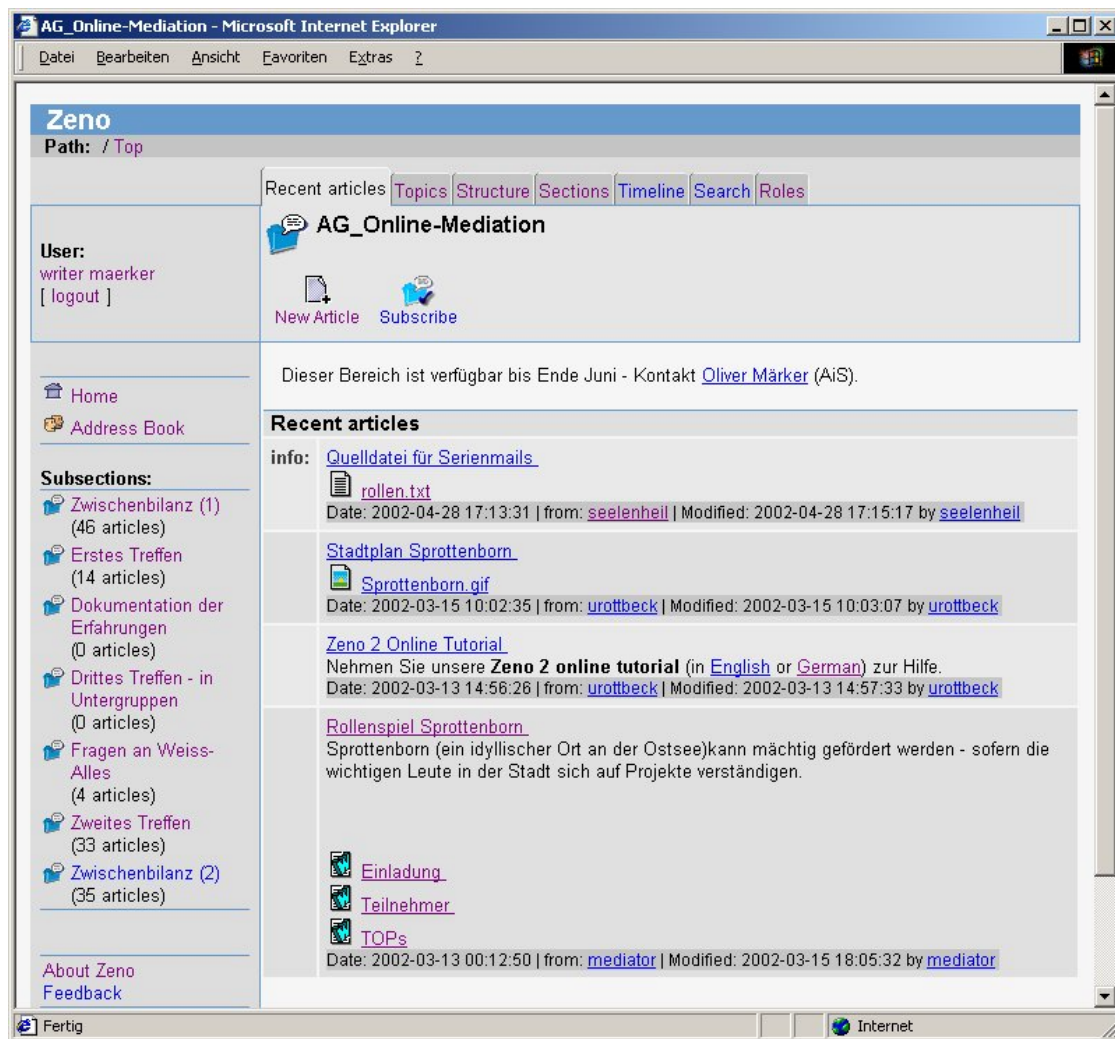 AG_Online-Mediation - Microsoft Internet Explorer
Datei Bearbeiten Ansicht Favoriten Extras ?
Zeno
Path: / Top
Recent articles Topics Structure Sections Timeline Search Roles
User:
writer maerker
[ logout ]
AG_Online-Mediation
New Article Subscribe
Home
Address Book
Subsections:
Zwischenbilanz (1)
(46 articles)
Erstes Treffen
(14 articles)
Dokumentation der
Erfahrungen
(0 articles)
Drittes Treffen - in
Untergruppen
(0 articles)
Fragen an Weiss-
Alles
(4 articles)
Zweites Treffen
(33 articles)
Zwischenbilanz (2)
(35 articles)
About Zeno
Feedback
Dieser Bereich ist verfügbar bis Ende Juni - Kontakt Oliver Märker (AiS).
Recent articles
info: Quelldatei für Serienmails
rollen.txt
Date: 2002-04-28 17:13:31 | from: seelenheil | Modified: 2002-04-28 17:15:17 by seelenheil
Stadtplan Sprottenborn
Sprottenborn.gif
Date: 2002-03-15 10:02:35 | from: urottbeck | Modified: 2002-03-15 10:03:07 by urottbeck
Zeno 2 Online Tutorial
Nehmen Sie unsere Zeno 2 online tutorial (in English or German) zur Hilfe.
Date: 2002-03-13 14:56:26 | from: urottbeck | Modified: 2002-03-13 14:57:33 by urottbeck
Rollenspiel Sprottenborn
Sprottenborn (ein idyllischer Ort an der Ostsee)kann mächtig gefördert werden - sofern die
wichtigen Leute in der Stadt sich auf Projekte verständigen.
Einladung
Teilnehmer
TOPs
Date: 2002-03-13 00:12:50 | from: mediator | Modified: 2002-03-15 18:05:32 by mediator
Fertig
Internet